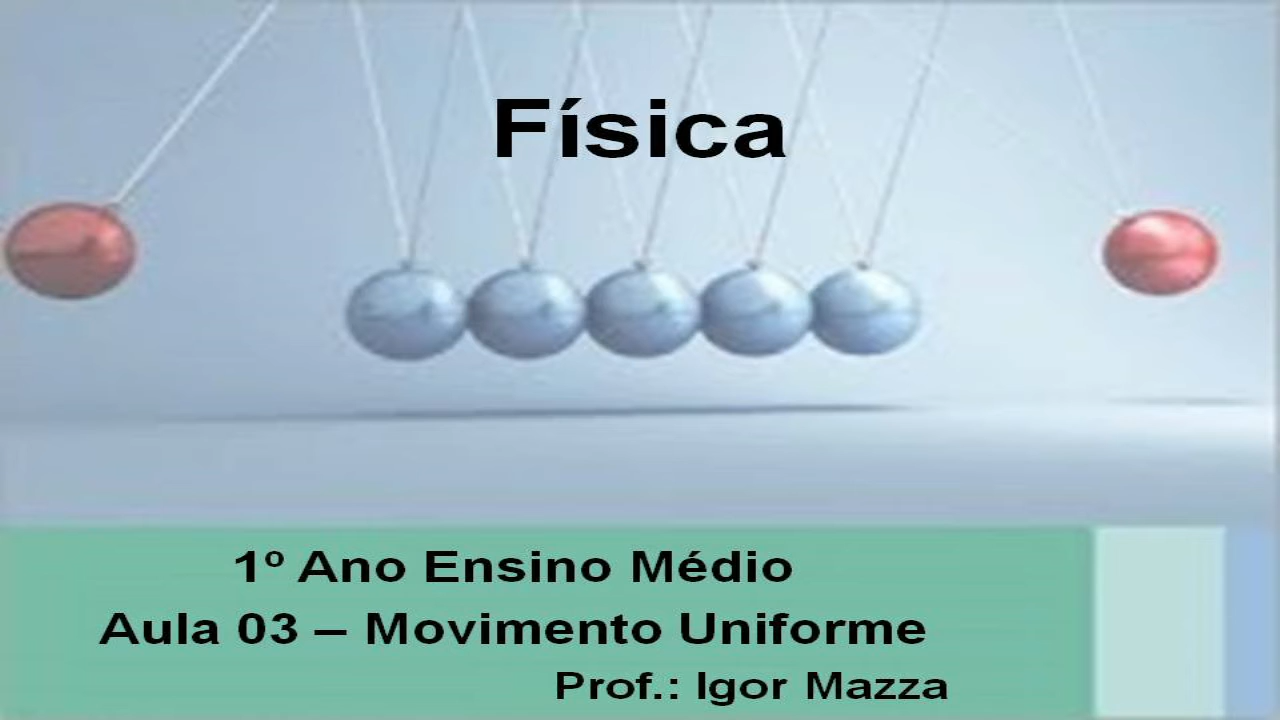 Física
1º Ano Ensino Médio
Aula 03 – Movimento Uniforme
Prof.: Igor Mazza